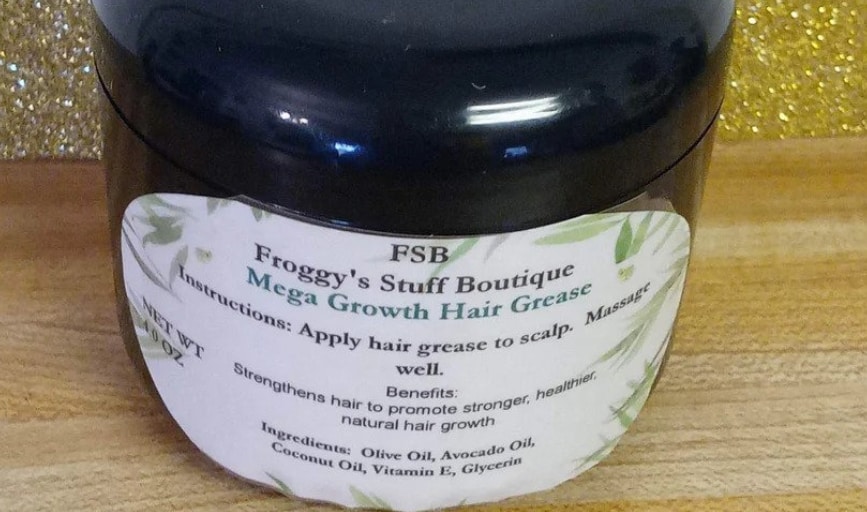 FSB
Froggy's Stuff Boutique
Mega Growth Hair Grease
Instructions: Apply hair grease to scalp. Massage
well.
NET WT
OZ
Benefits:
Strengthens hair to promote stronger, healthier,
natural hair growth
Ingredients: Olive Oil, Avocado Oil,
Coconut Oil, Vitamin E, Glycerin